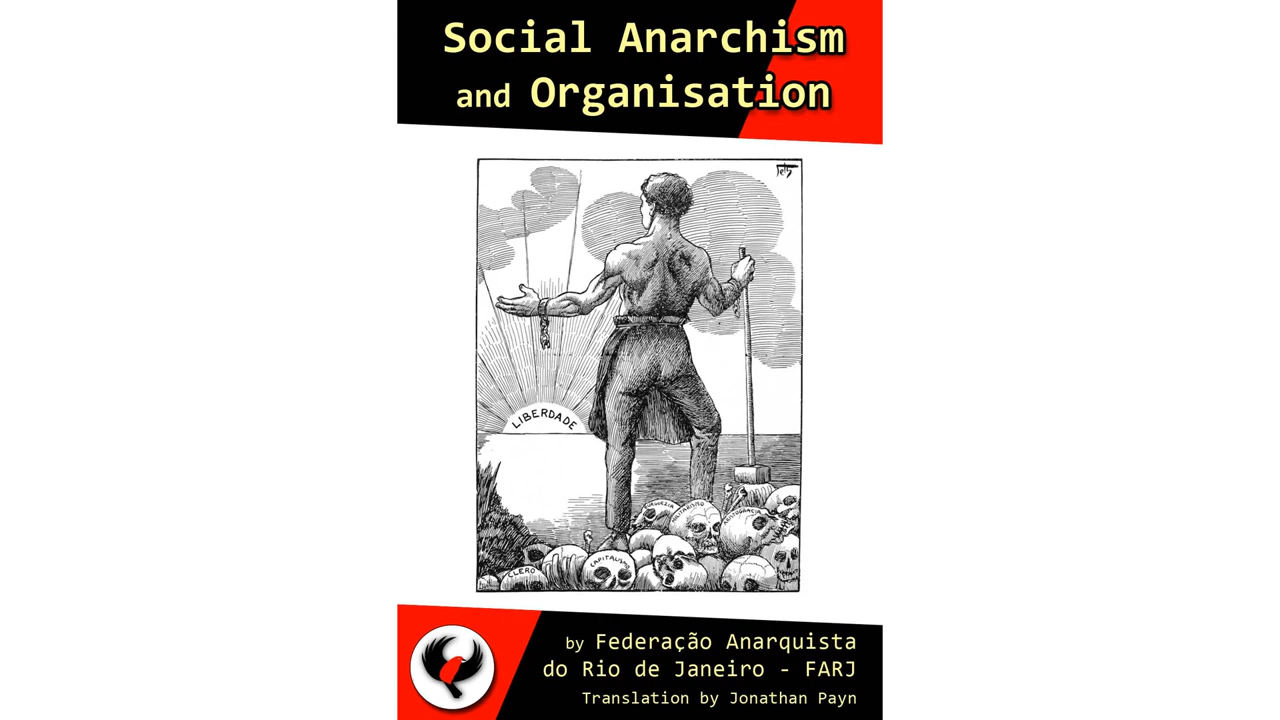 Social Anarchism
and Organisation
LIBERDADE
MILITARISMO
CAPITALISMO
CLERO
by Federação Anarquista
do Rio de Janeiro - FARJ
Translation by Jonathan Payn